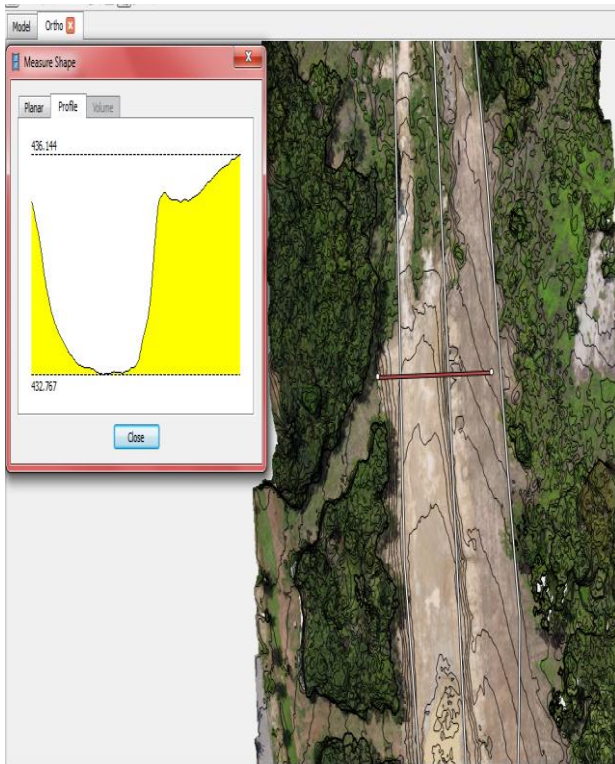 Model Ortho
Measure Shape
Planar Profile Volume
436.144
432.767
Close